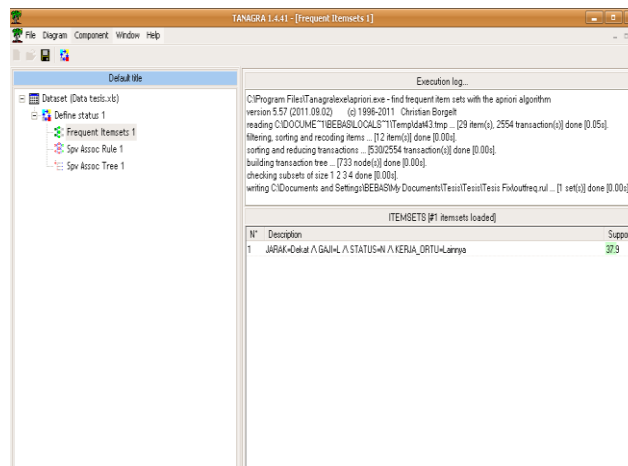 TANAGRA 1.4.41 - [Frequent Itemsets 1]
File Diagram Component Window Help
Default title
Dataset (Data tesis.xls)
Define status 1
Frequent Itemsets 1
Spv Assoc Rule 1
Spv Assoc Tree 1
Execution log...
C:\Program Files\Tanagra\exe\apriori.exe - find frequent item sets with the apriori algorithm
version 5.57 (2011.09.02) (c) 1996-2011 Christian Borgelt
reading C:\DOCUME~1\BEBAS\LOCALS~1\Temp\dat43.tmp ... [29 item(s), 2554 transaction(s)] done [0.05s].
filtering, sorting and recoding items ... [12 item(s)] done [0.00s].
sorting and reducing transactions ... [530/2554 transaction(s)] done [0.00s].
building transaction tree ... [733 node(s)] done [0.00s].
checking subsets of size 1 2 3 4 done [0.00s].
writing C:\Documents and Settings\BEBAS\My Documents\Tesis\Tesis Fix\outfreq.rul ... [1 set(s)] done [0.00s]
ITEMSETS [#1 itemsets loaded]
N° Description Suppo
1 JARAK=Dekat /\ GAJI=L /\ STATUS=N /\ KERJA_ORTU=Lainnya 37.9